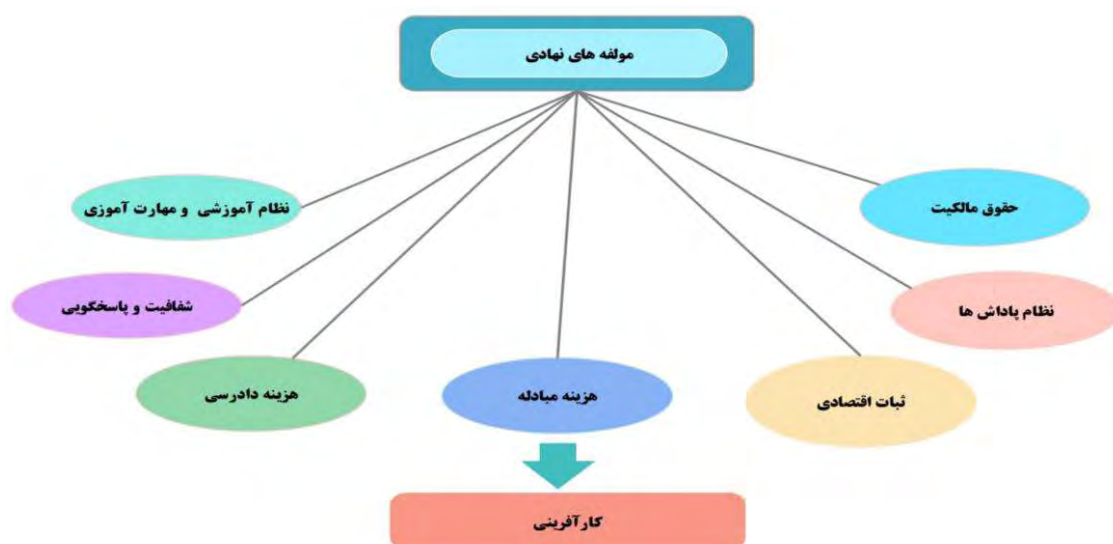 مولفه های نهادی
حقوق مالکیت
نظام آموزشی و مهارت آموزی
نظام پاداش ها
شفافیت و پاسخگویی
ثبات اقتصادی
هزینه مبادله
هزینه دادرسی
کارآفرینی